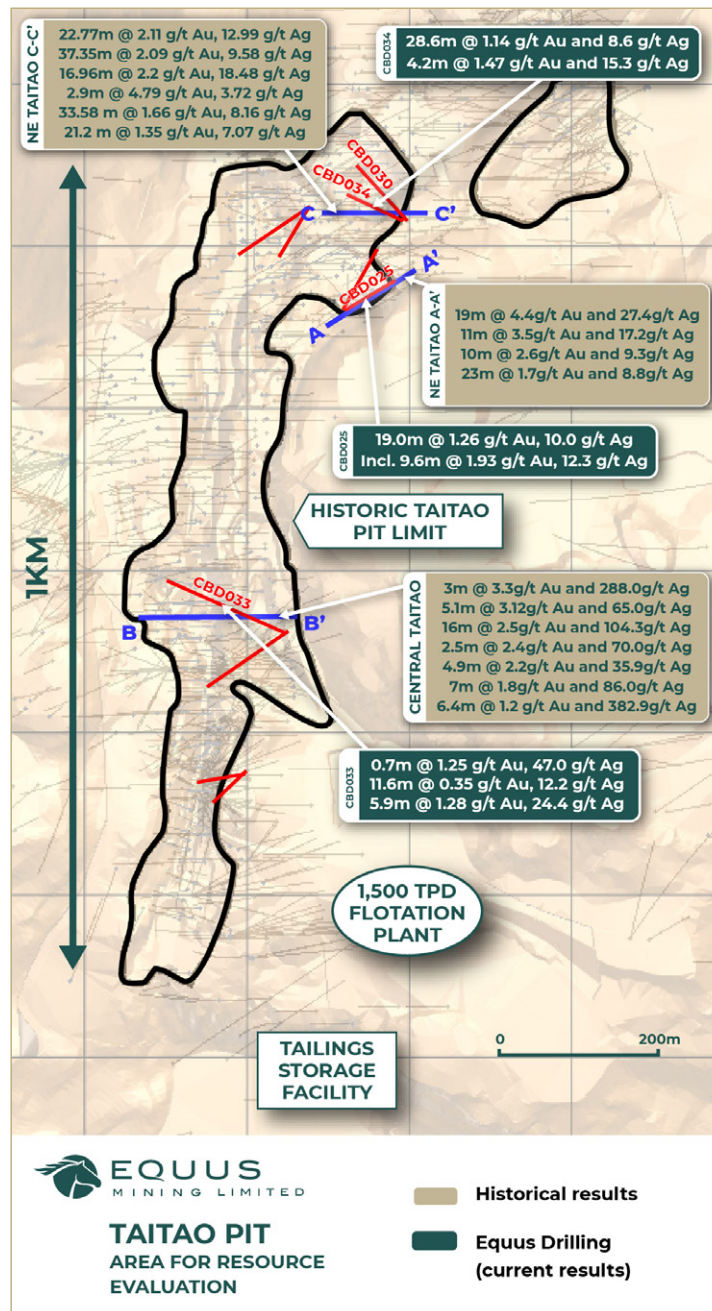 NE TAITAO C-C'
22.77m @ 2.11 g/t Au, 12.99 g/t Ag
37.35m @ 2.09 g/t Au, 9.58 g/t Ag
16.96m @ 2.2 g/t Au, 18.48 g/t Ag
2.9m @ 4.79 g/t Au, 3.72 g/t Ag
33.58 m @ 1.66 g/t Au, 8.16 g/t Ag
21.2 m @ 1.35 g/t Au, 7.07 g/t Ag
CBD034
28.6m @ 1.14 g/t Au and 8.6 g/t Ag
4.2m @ 1.47 g/t Au and 15.3 g/t Ag
CBD030
CBD034
C
C'
A'
CBD025
A
NE TAITAO A-A'
19m @ 4.4g/t Au and 27.4g/t Ag
11m @ 3.5g/t Au and 17.2g/t Ag
10m @ 2.6g/t Au and 9.3g/t Ag
23m @ 1.7g/t Au and 8.8g/t Ag
CBD025
19.0m @ 1.26 g/t Au, 10.0 g/t Ag
Incl. 9.6m @ 1.93 g/t Au, 12.3 g/t Ag
HISTORIC TAITAO
PIT LIMIT
1KM
CBD033
B
B'
CENTRAL TAITAO
3m @ 3.3g/t Au and 288.0g/t Ag
5.1m @ 3.12g/t Au and 65.0g/t Ag
16m @ 2.5g/t Au and 104.3g/t Ag
2.5m @ 2.4g/t Au and 70.0g/t Ag
4.9m @ 2.2g/t Au and 35.9g/t Ag
7m @ 1.8g/t Au and 86.0g/t Ag
6.4m @ 1.2 g/t Au and 382.9g/t Ag
CBD033
0.7m @ 1.25 g/t Au, 47.0 g/t Ag
11.6m @ 0.35 g/t Au, 12.2 g/t Ag
5.9m @ 1.28 g/t Au, 24.4 g/t Ag
1,500 TPD
FLOTATION
PLANT
TAILINGS
STORAGE
FACILITY
0 200m
EQUUS
MINING LIMITED
TAITAO PIT
AREA FOR RESOURCE
EVALUATION
Historical results
Equus Drilling
(current results)